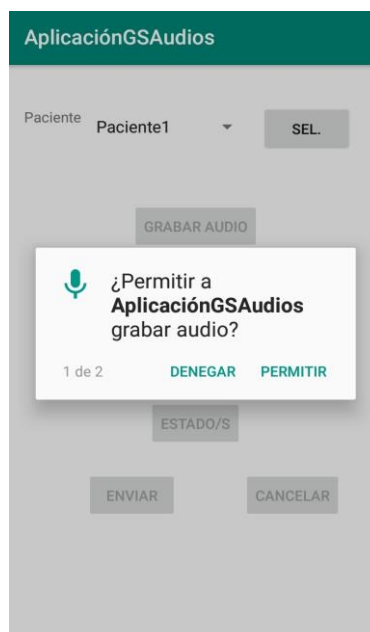 AplicaciónGSAudios
Paciente Paciente1 SEL.
GRABAR AUDIO
¿Permitir a
AplicaciónGSAudios
grabar audio?
1 de 2 DENEGAR PERMITIR
ESTADO/S
ENVIAR CANCELAR